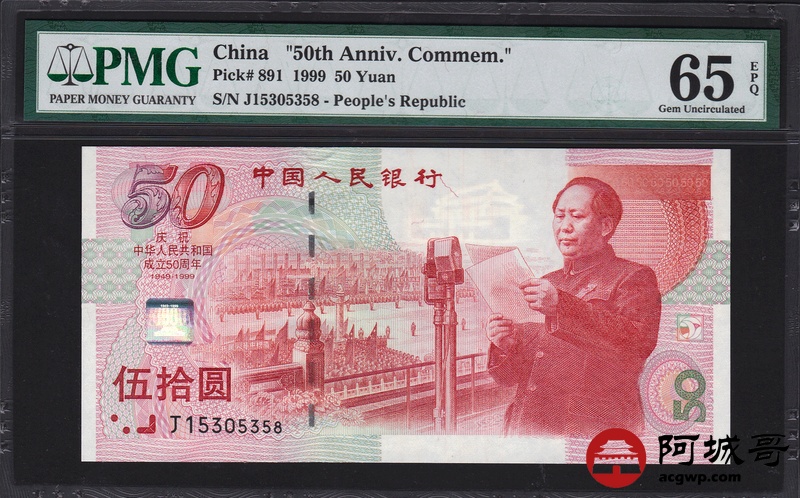 PMG
PAPER MONEY GUARANTY
China "50th Anniv. Commem."
Pick# 891 1999 50 Yuan
S/N J15305358 - People's Republic
65
EPQ
Gem Uncirculated
50
中国人民银行
庆祝
中华人民共和国
成立50周年
1949-1999
伍拾圆
J15305358
50
阿城哥
acgwp.com